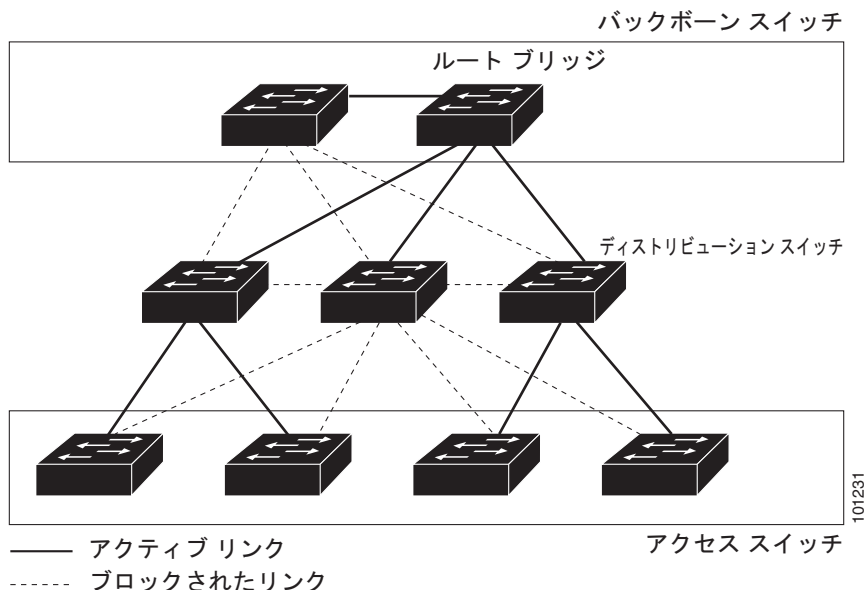 バックボーン スイッチ
ルート ブリッジ
ディストリビューション スイッチ
101231
アクセス スイッチ
アクティブ リンク
ブロックされたリンク